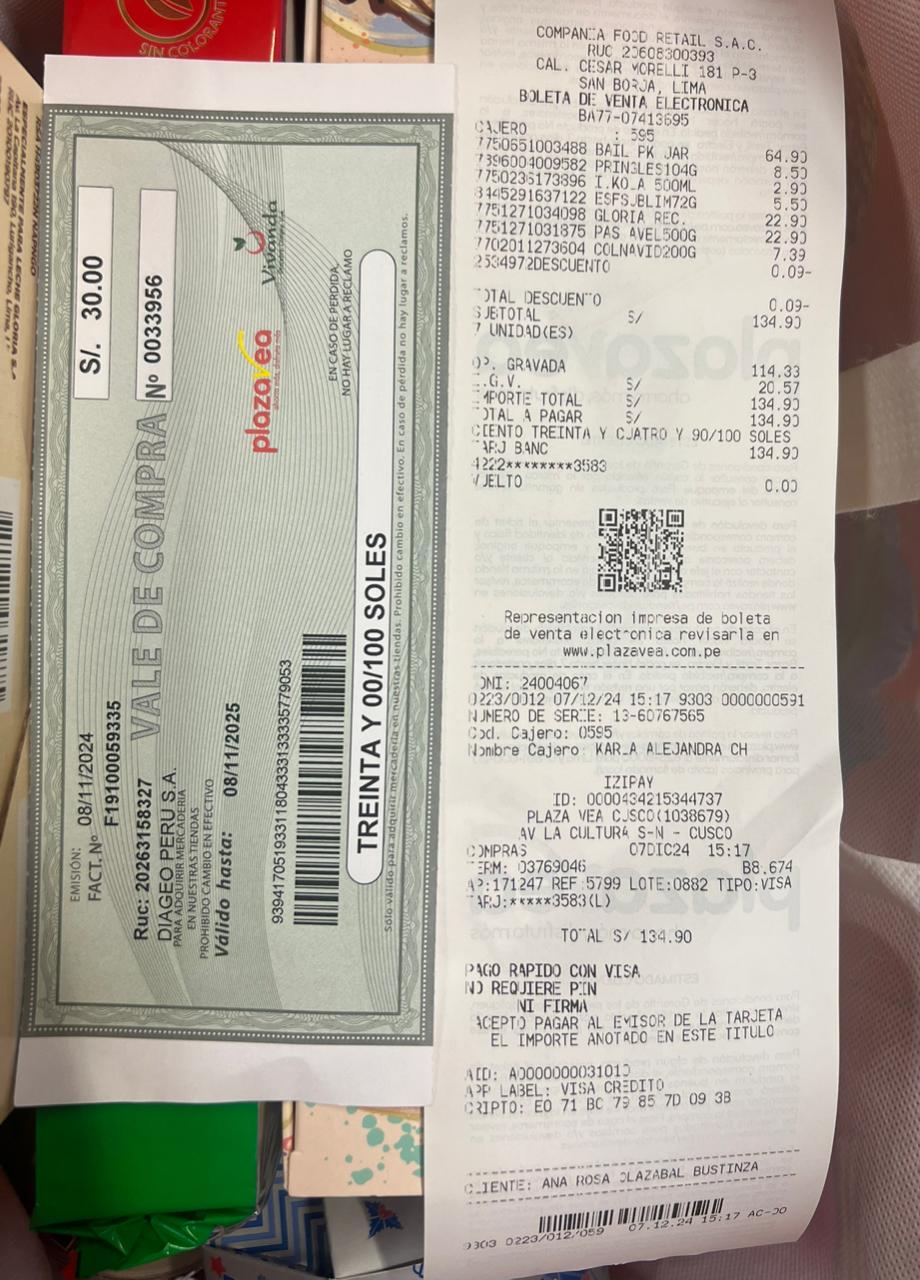 SIN COLORANT
ESPECIALMENTE PARA LECHE GLORIA S.A
S/. 30.00
Nº 0033956
VALE DE COMPRA
plazavea
Vivanda
EN CASO DE PERDIDA,
NO HAY LUGAR A RECLAMO
EMISIÓN: 08/11/2024
FACT. Nº F19100059335
Ruc: 20263158327
DIAGEO PERU S.A.
PARA ADQUIRIR MERCADERIA
EN NUESTRAS TIENDAS
PROHIBIDO CAMBIO EN EFECTIVO
Válido hasta: 08/11/2025
9394170519331180433313335779053
TREINTA Y 00/100 SOLES
Sólo válido para adquirir mercadería en nuestras tiendas. Prohibido cambio en efectivo. En caso de pérdida no hay lugar a reclamos.
COMPANIA FOOD RETAIL S.A.C.
RUC 20608300393
CAL. CESAR MORELLI 181 P-3
SAN BORJA, LIMA
BOLETA DE VENTA ELECTRONICA
BA77-07413695
CAJERO : 595
7750651003488 BAIL PK JAR 64.90
7896004009582 PRINGLES104G 8.50
7750236173896 I.KOLA 500ML 2.90
8445291637122 ESFSUBLIM72G 5.50
7751271034098 GLORIA REC. 22.90
7751271031875 PAS AVEL500G 22.90
7702011273604 COLNAVID200G 7.39
2534972DESCUENTO 0.09-
TOTAL DESCUENTO 0.09-
SUBTOTAL S/ 134.90
7 UNIDAD(ES)
OP. GRAVADA 114.33
I.G.V. S/ 20.57
IMPORTE TOTAL S/ 134.90
TOTAL A PAGAR S/ 134.90
CIENTO TREINTA Y CUATRO Y 90/100 SOLES
TARJ BANC 134.90
4222********3583
VUELTO 0.00
Representacion impresa de boleta
de venta electronica revisarla en
www.plazavea.com.pe
DNI: 24004067
0223/0012 07/12/24 15:17 9303 0000000591
NUMERO DE SERIE: 13-60767565
Cod. Cajero: 0595
Nombre Cajero: KARLA ALEJANDRA CH
IZIPAY
ID: 0000434215344737
PLAZA VEA CUSCO(1038679)
AV LA CULTURA S-N - CUSCO
COMPRAS 07DIC24 15:17
TERM: 03769046 B8.674
AP:171247 REF:5799 LOTE:0882 TIPO:VISA
TARJ:*****3583(L)
TOTAL S/ 134.90
PAGO RAPIDO CON VISA
NO REQUIERE PIN
NI FIRMA
ACEPTO PAGAR AL EMISOR DE LA TARJETA
EL IMPORTE ANOTADO EN ESTE TITULO
AID: A0000000031010
APP LABEL: VISA CREDITO
CRIPTO: E0 71 BC 79 85 7D 09 3B
CLIENTE: ANA ROSA OLAZABAL BUSTINZA
9303 0223/012/059 07.12.24 15:17 AC-00